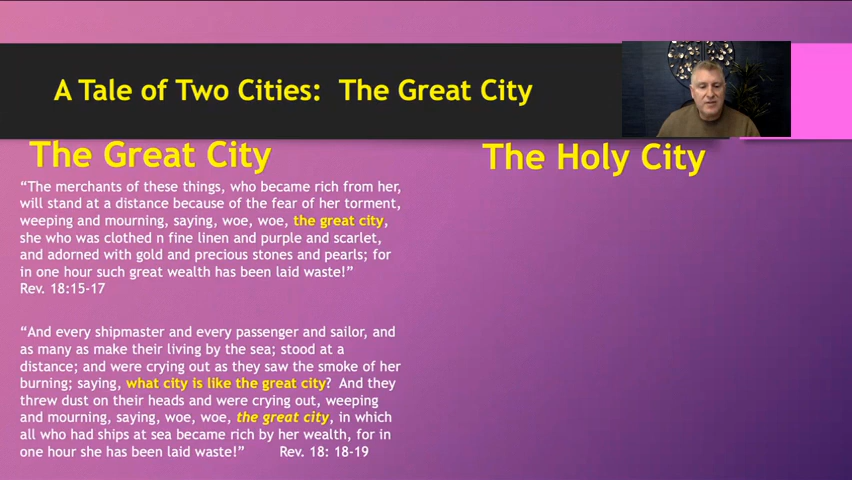 A Tale of Two Cities: The Great City
The Great City
The Holy City
“The merchants of these things, who became rich from her,
will stand at a distance because of the fear of her torment,
weeping and mourning, saying, woe, woe, the great city,
she who was clothed n fine linen and purple and scarlet,
and adorned with gold and precious stones and pearls; for
in one hour such great wealth has been laid waste!”
Rev. 18:15-17
“And every shipmaster and every passenger and sailor, and
as many as make their living by the sea; stood at a
distance; and were crying out as they saw the smoke of her
burning; saying, what city is like the great city? And they
threw dust on their heads and were crying out, weeping
and mourning, saying, woe, woe, the great city, in which
all who had ships at sea became rich by her wealth, for in
one hour she has been laid waste!” Rev. 18: 18-19